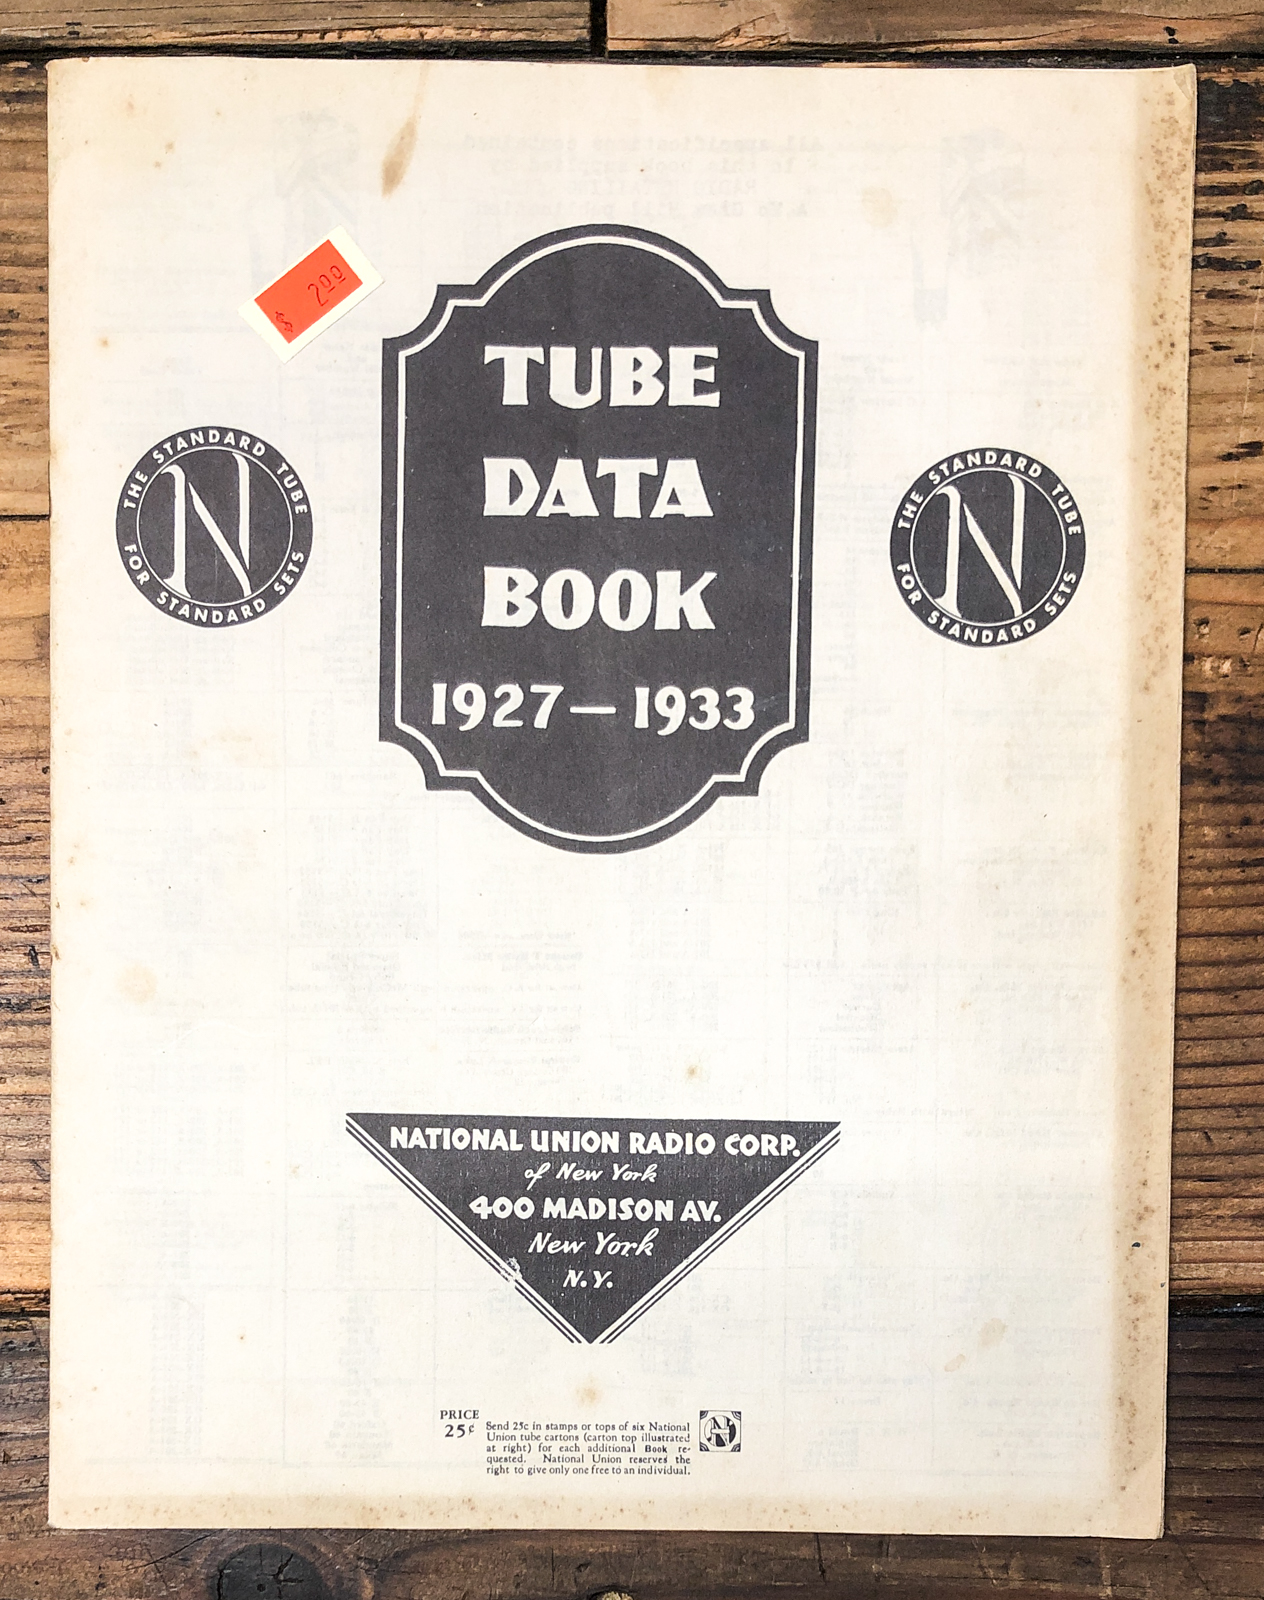 $ 2.00
TUBE
DATA
BOOK
1927 — 1933
THE STANDARD TUBE
FOR STANDARD SETS
N
THE STANDARD TUBE
FOR STANDARD SETS
N
NATIONAL UNION RADIO CORP.
of New York
400 MADISON AV.
New York
N.Y.
PRICE
25¢
Send 25c in stamps or tops of six National
Union tube cartons (carton top illustrated
at right) for each additional Book re-
quested. National Union reserves the
right to give only one free to an individual.
N